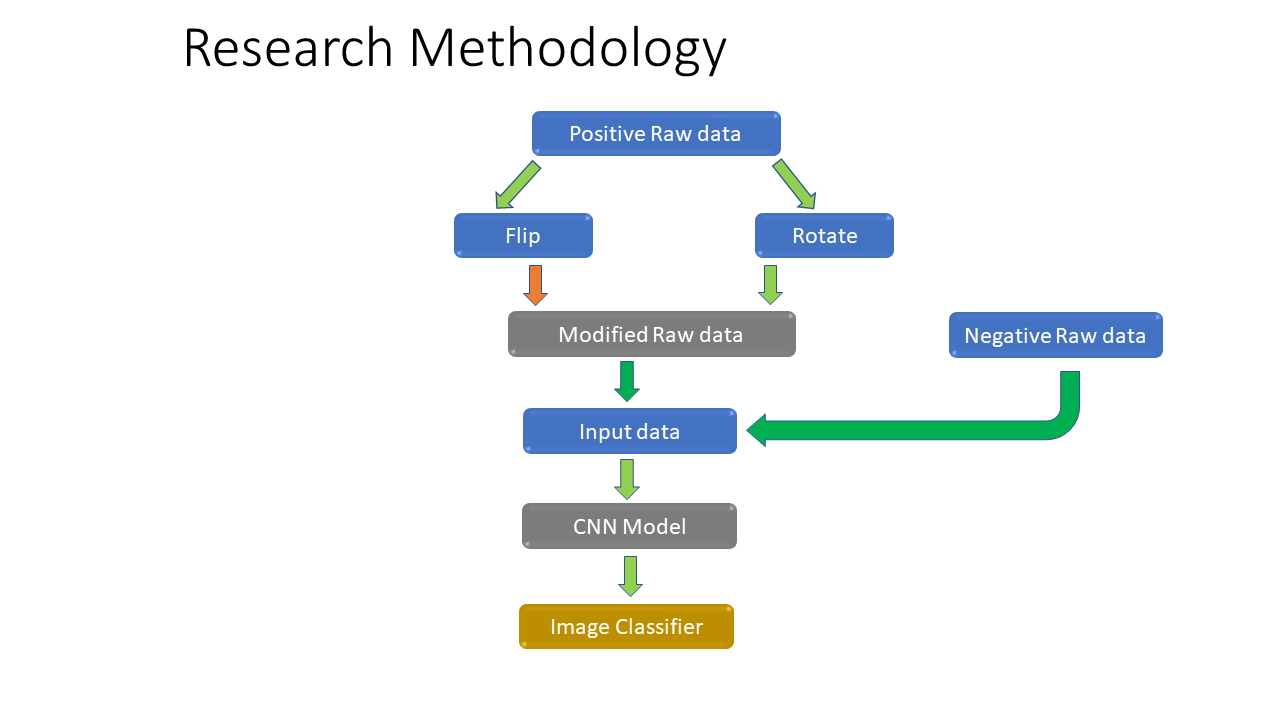 Research Methodology
Positive Raw data
Flip
Rotate
Modified Raw data
Negative Raw data
Input data
CNN Model
Image Classifier